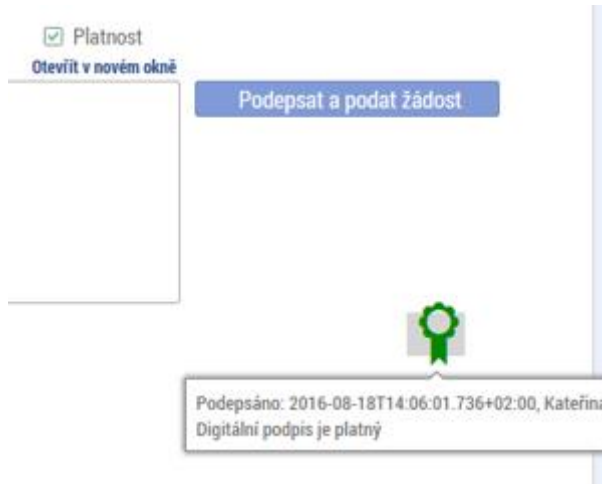 Platnost
Otevřít v novém okně
Podepsat a podat žádost
Podepsáno: 2016-08-18T14:06:01.736+02:00, Kateřina
Digitální podpis je platný